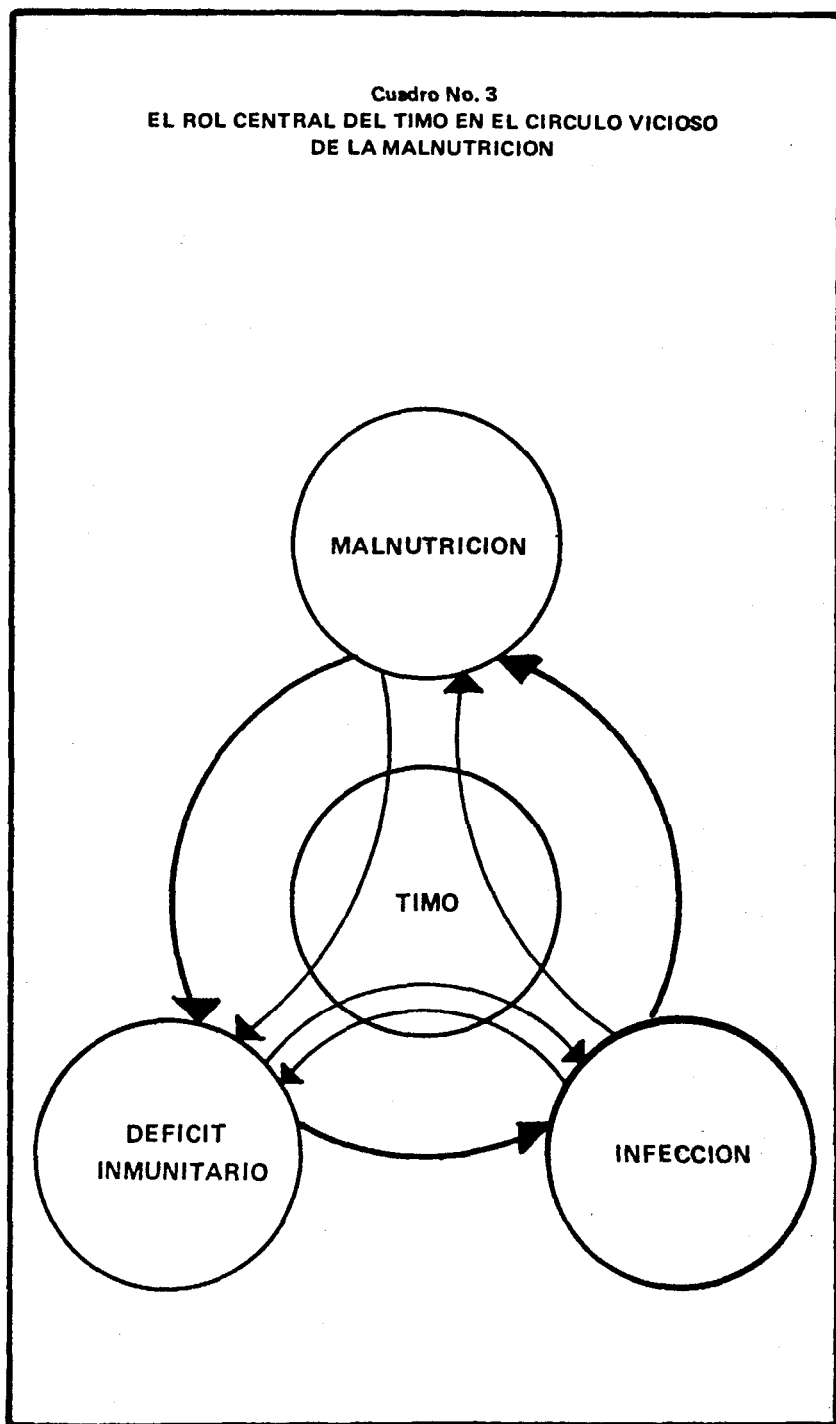 Cuadro No. 3
EL ROL CENTRAL DEL TIMO EN EL CIRCULO VICIOSO
DE LA MALNUTRICION
MALNUTRICION
TIMO
DEFICIT
INMUNITARIO
INFECCION